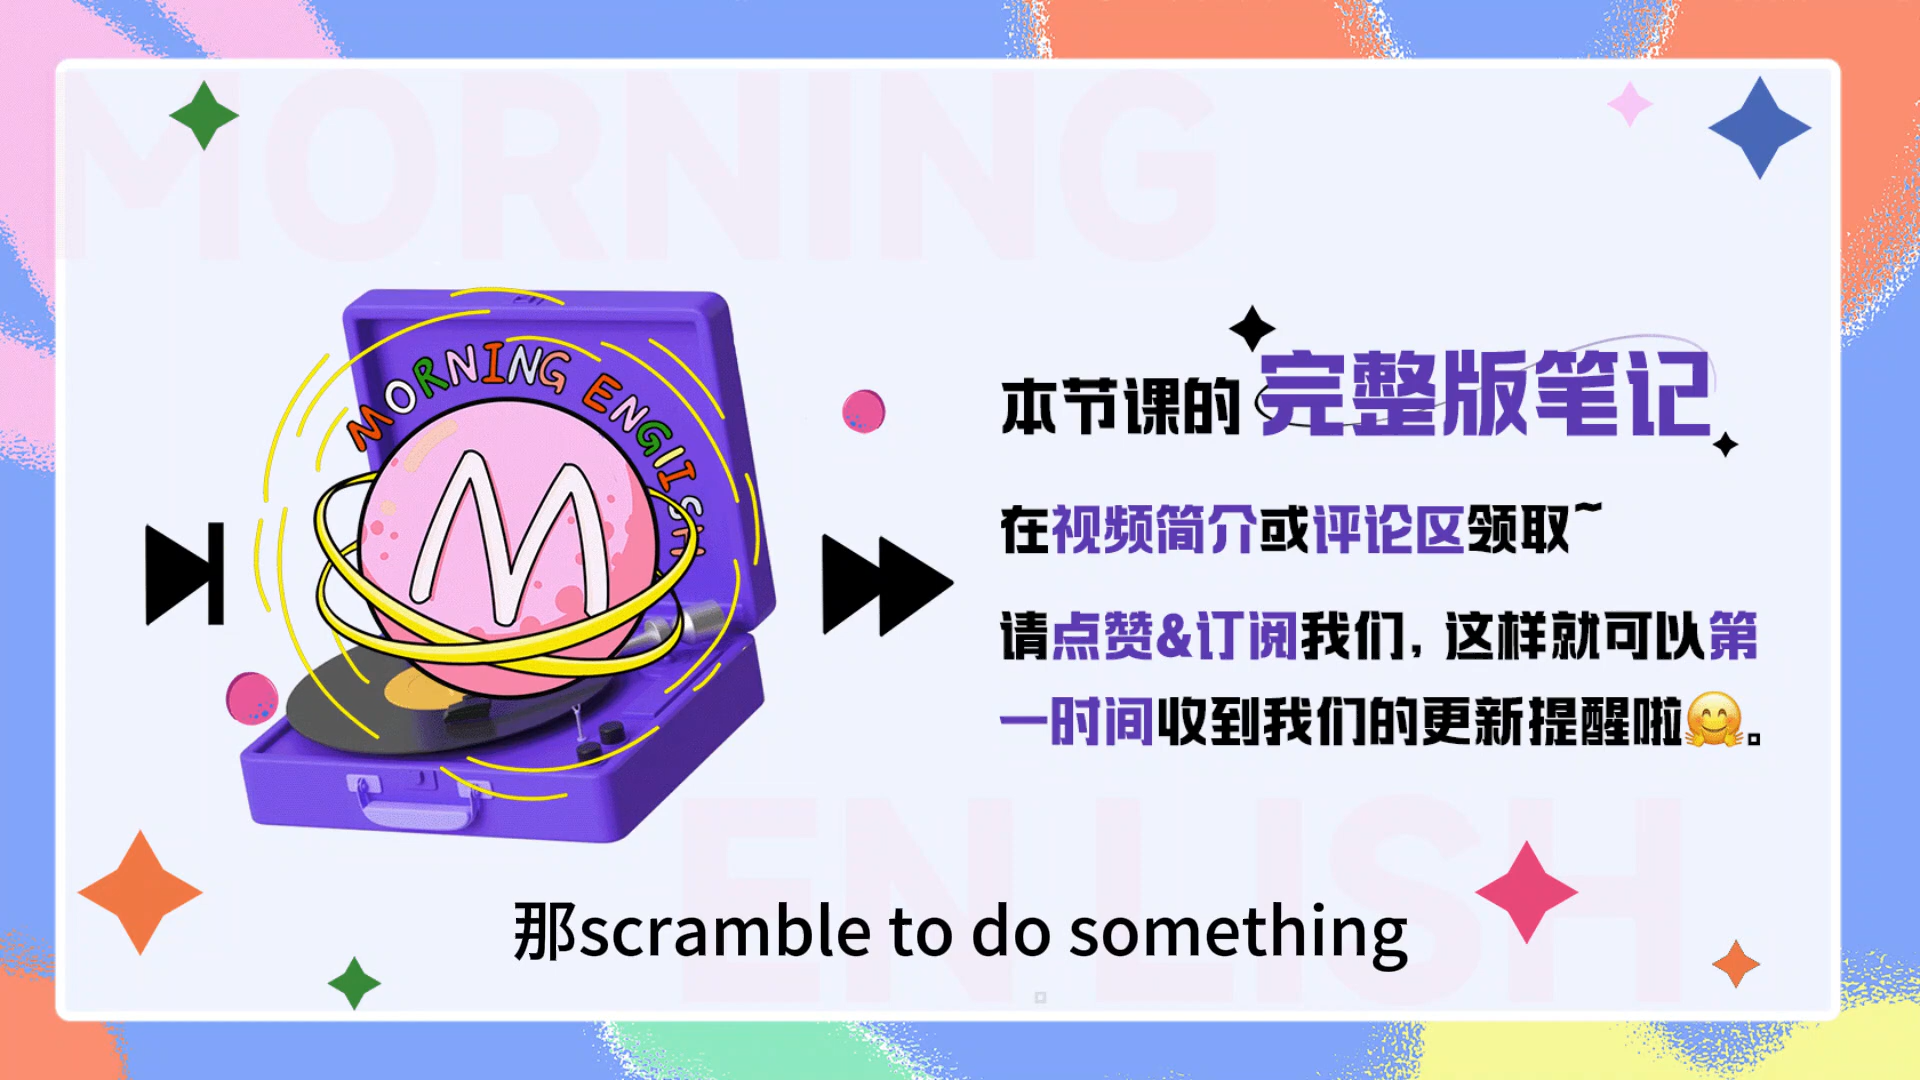 MORNING
MORNING ENGlISH
M
本节课的 完整版笔记
在视频简介或评论区领取~
请点赞&订阅我们，这样就可以第
一时间收到我们的更新提醒啦🤗。
EN LISH
那scramble to do something